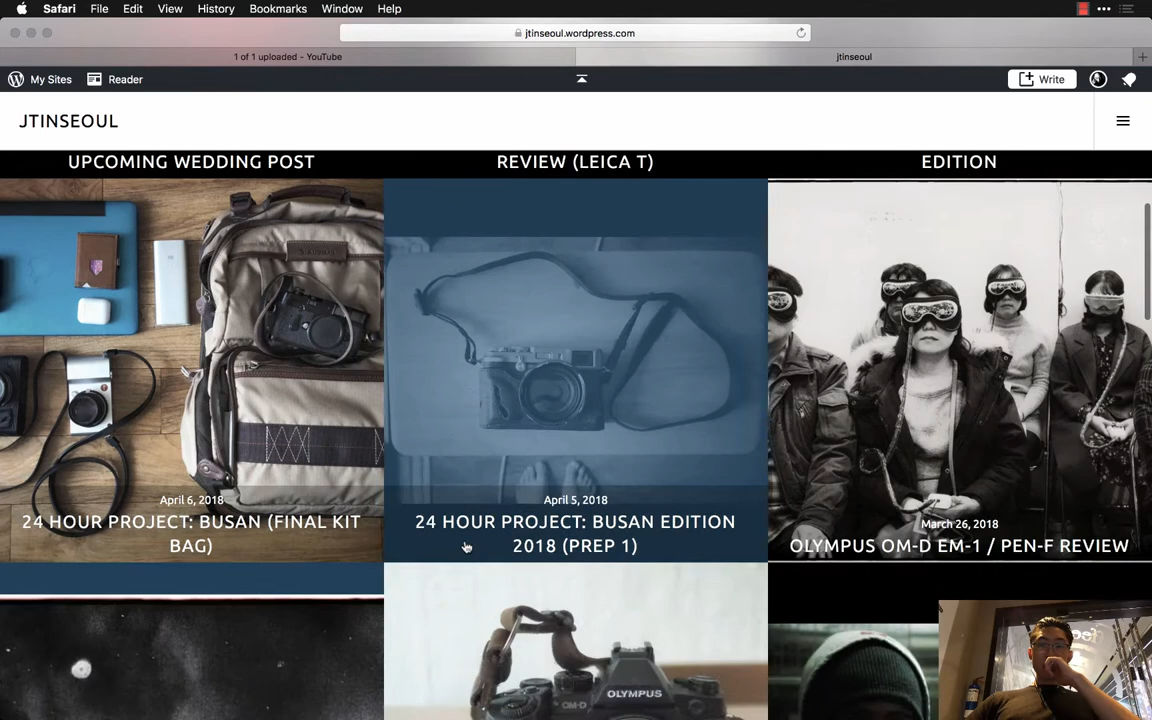 Safari File Edit View History Bookmarks Window Help
jtinseoul.wordpress.com
1 of 1 uploaded - YouTube
jtinseoul
My Sites Reader
Write
JTINSEOUL
UPCOMING WEDDING POST
REVIEW (LEICA T)
EDITION
April 6, 2018
24 HOUR PROJECT: BUSAN (FINAL KIT
BAG)
April 5, 2018
24 HOUR PROJECT: BUSAN EDITION
2018 (PREP 1)
March 26, 2018
OLYMPUS OM-D EM-1 / PEN-F REVIEW
OLYMPUS
OM-D